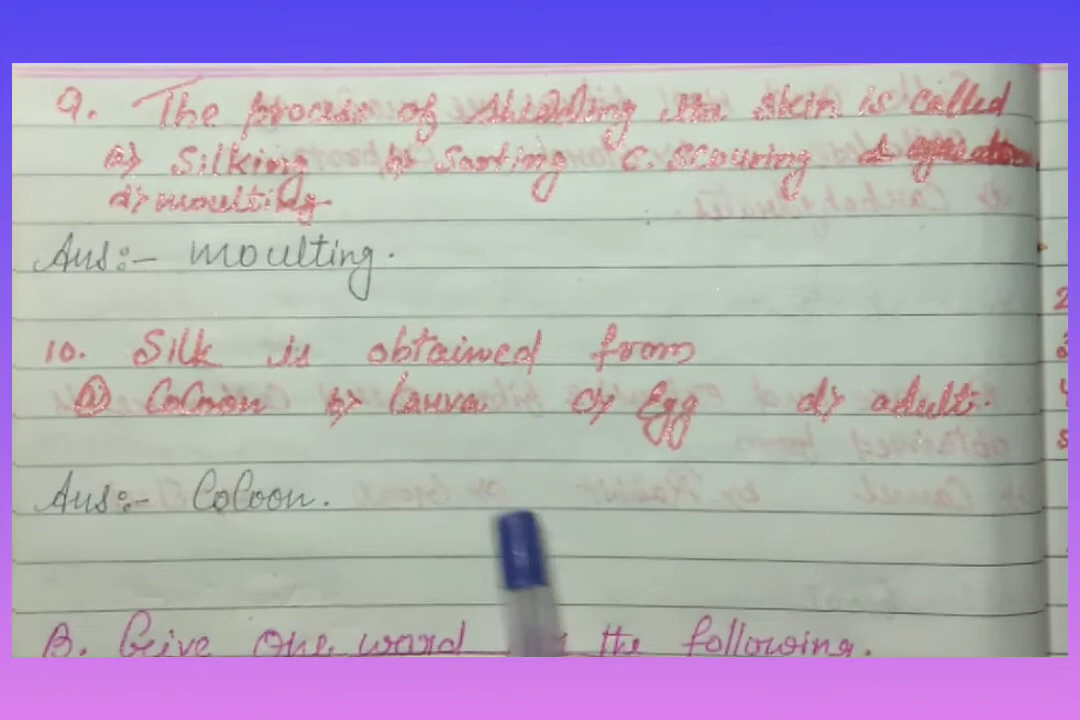 9. The process of shedding the skin is called
a) Silking b) Sorting c. Scouring
d) moulting
Ans:- moulting.
10. Silk is obtained from
a) Cocoon b) Larva c) Egg d) adult.
Ans:- Cocoon.
B. Give one word the following.